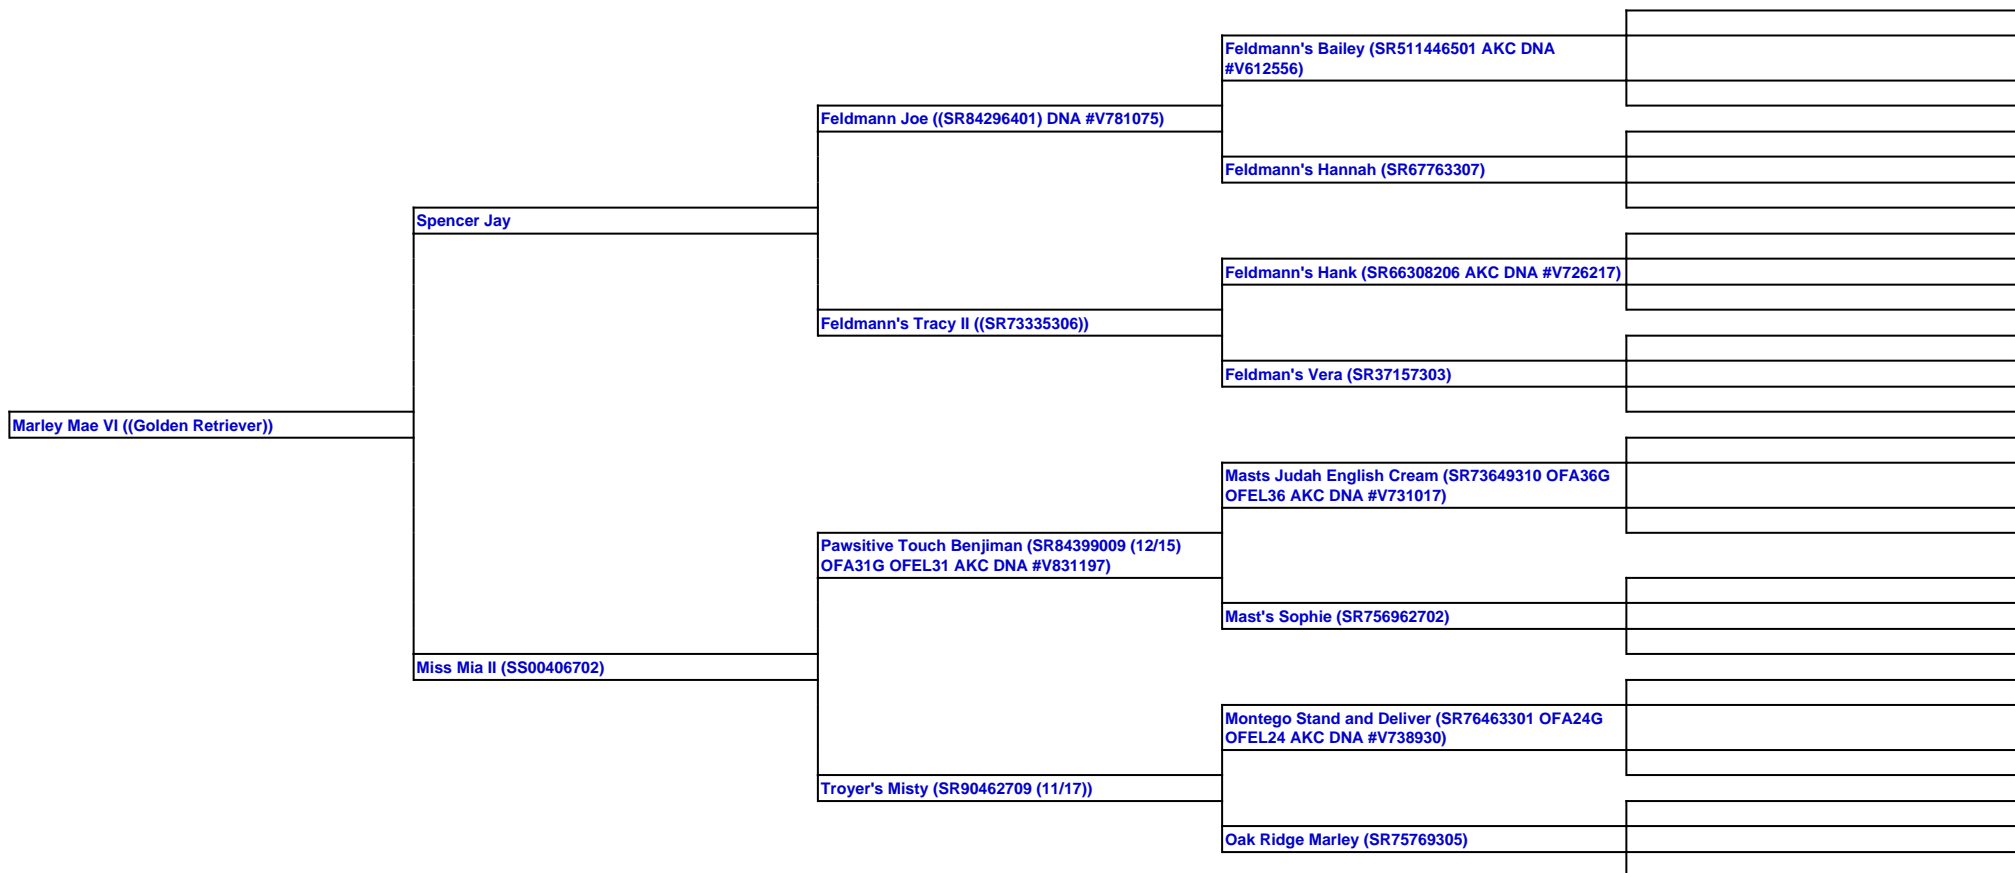 Feldmann's Bailey (SR511446501 AKC DNA
#V612556)
Feldmann Joe ((SR84296401) DNA #V781075)
Feldmann's Hannah (SR67763307)
Spencer Jay
Feldmann's Hank (SR66308206 AKC DNA #V726217)
Feldmann's Tracy II ((SR73335306))
Feldman's Vera (SR37157303)
Marley Mae VI ((Golden Retriever))
Masts Judah English Cream (SR73649310 OFA36G
OFEL36 AKC DNA #V731017)
Pawsitive Touch Benjiman (SR84399009 (12/15)
OFA31G OFEL31 AKC DNA #V831197)
Mast's Sophie (SR756962702)
Miss Mia II (SS00406702)
Montego Stand and Deliver (SR76463301 OFA24G
OFEL24 AKC DNA #V738930)
Troyer's Misty (SR90462709 (11/17))
Oak Ridge Marley (SR75769305)